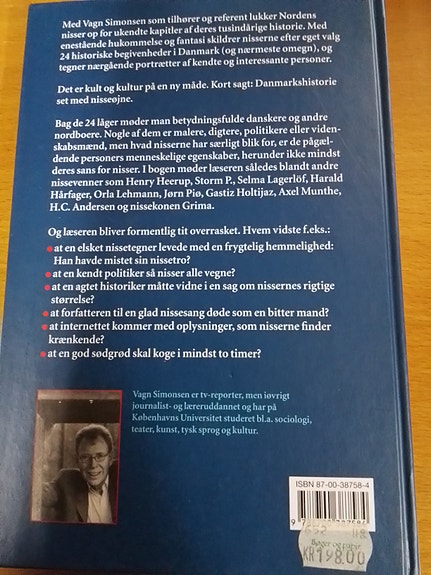 Med Vagn Simonsen som tilhører og referent lukker Nordens
nisser op for ukendte kapitler af deres tusindårige historie. Med
enestående hukommelse og fantasi skildrer nisserne efter eget valg
24 historiske begivenheder i Danmark (og nærmeste omegn), og
tegner nærgående portrætter af kendte og interessante personer.
Det er kult og kultur på en ny måde. Kort sagt: Danmarkshistorie
set med nisseøjne.
Bag de 24 låger møder man betydningsfulde danskere og andre
nordboere. Nogle af dem er malere, digtere, politikere eller viden-
skabsmænd, men hvad nisserne har særligt blik for, er de pågæl-
dende personers menneskelige egenskaber, herunder ikke mindst
deres sans for nisser. I bogen møder læseren således blandt andre
nissevenner som Henry Heerup, Storm P., Selma Lagerlöf, Harald
Hårfager, Orla Lehmann, Jørn Piø, Gastiz Holtijaz, Axel Munthe,
H.C. Andersen og nissekonen Grima.
Og læseren bliver formentlig tit overrasket. Hvem vidste f.eks.:
• at en elsket nissetegner levede med en frygtelig hemmelighed:
Han havde mistet sin nissetro?
• at en kendt politiker så nisser alle vegne?
• at en agtet historiker måtte vidne i en sag om nissernes rigtige
størrelse?
• at forfatteren til en glad nissesang døde som en bitter mand?
• at internettet kommer med oplysninger, som nisserne finder
krænkende?
• at en god sødgrød skal koge i mindst to timer?
Vagn Simonsen er tv-reporter, men iøvrigt
journalist- og læreruddannet og har på
Københavns Universitet studeret bl.a. sociologi,
teater, kunst, tysk sprog og kultur.
ISBN 87-00-38758-4
Bøger og papir
KR 198.00